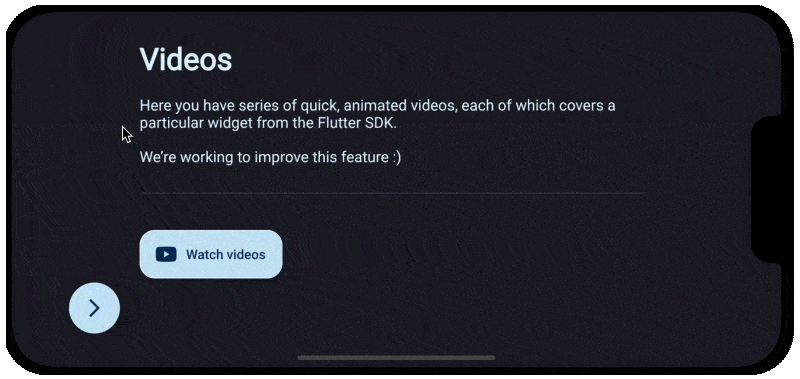 Videos
Here you have series of quick, animated videos, each of which covers a
particular widget from the Flutter SDK.
We’re working to improve this feature :)
Watch videos